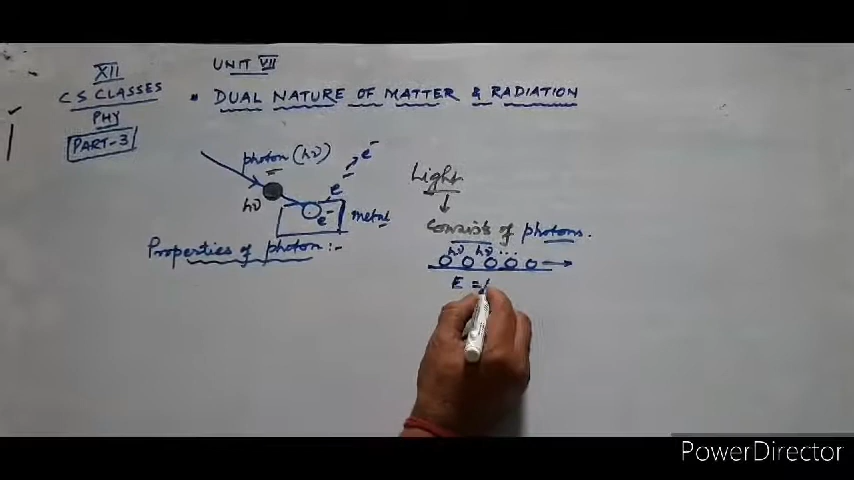 XII
C S CLASSES
PHY
PART-3
UNIT VII
• DUAL NATURE OF MATTER & RADIATION
photon (hν)
e⁻
e⁻
hν
e⁻
metal
Light
consists of photons.
hν hν ...
E =
Properties of photon :-
PowerDirector